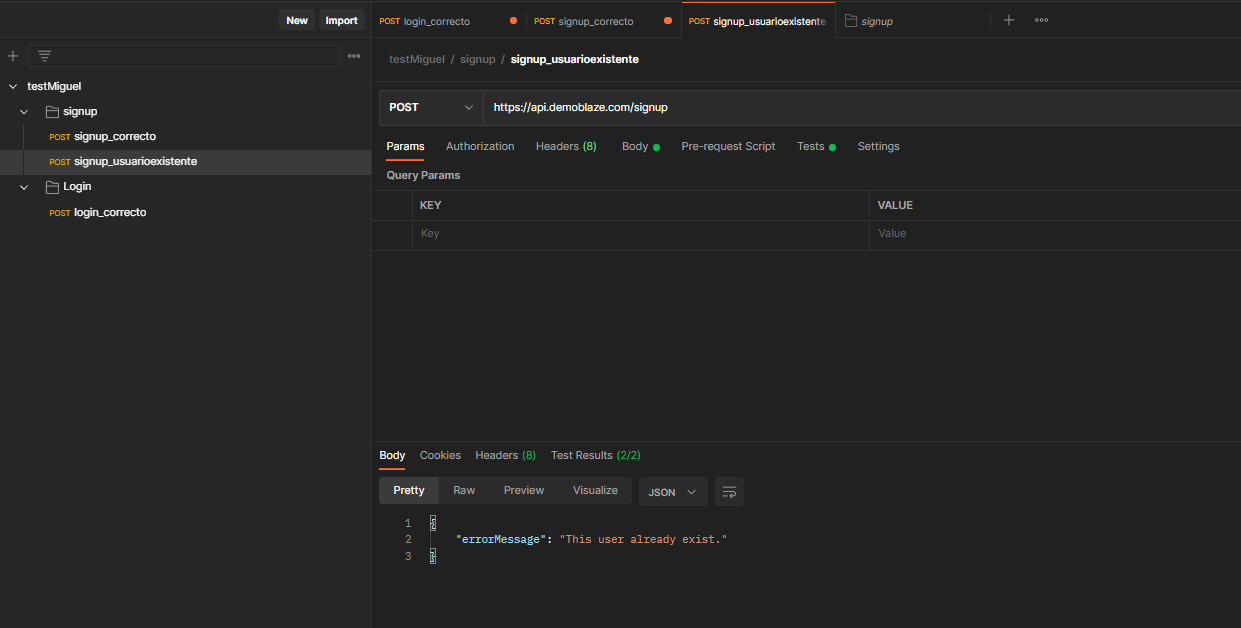 New Import
POST login_correcto POST signup_correcto POST signup_usuarioexistente signup
testMiguel / signup / signup_usuarioexistente
testMiguel
signup
POST signup_correcto
POST signup_usuarioexistente
Login
POST login_correcto
POST https://api.demoblaze.com/signup
Params Authorization Headers (8) Body Pre-request Script Tests Settings
Query Params
KEY VALUE
Key Value
Body Cookies Headers (8) Test Results (2/2)
Pretty Raw Preview Visualize JSON
1 {
2 "errorMessage": "This user already exist."
3 }